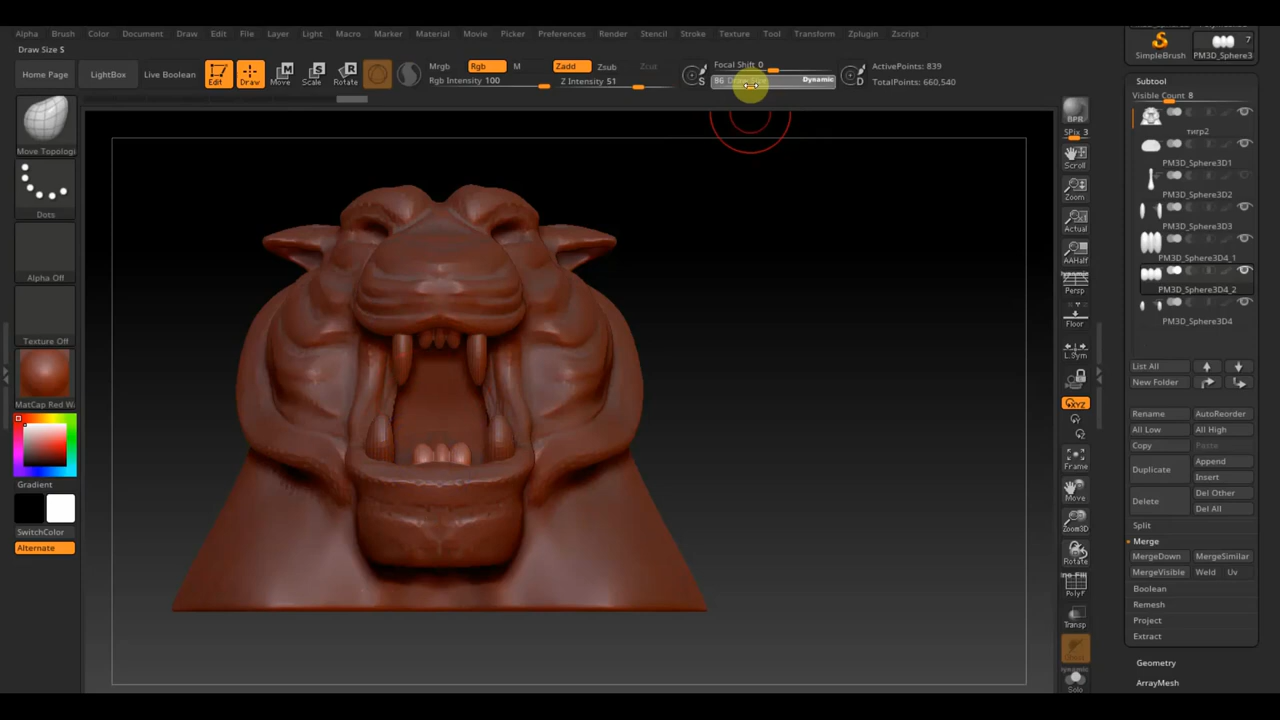 Alpha Brush Color Document Draw Edit File Layer Light Macro Marker Material Movie Picker Preferences Render Stencil Stroke Texture Tool Transform Zplugin Zscript
Draw Size S
Home Page
LightBox
Live Boolean
Edit
Draw
Move
Scale
Rotate
Mrgb
Rgb
M
Rgb Intensity 100
Zadd
Zsub
Zcut
Z Intensity 51
Focal Shift 0
96 Draw Size
Dynamic
S
D
ActivePoints: 839
TotalPoints: 660,540
SimpleBrush
7
PM3D_Sphere3
Move Topologi
Dots
Alpha Off
Texture Off
MatCap Red Wa
Gradient
SwitchColor
Alternate
BPR
SPix 3
Scroll
Zoom
Actual
AAHalf
Dynamic
Persp
Floor
L.Sym
XYZ
Y
Z
Frame
Move
Zoom3D
Rotate
PolyF
Transp
Solo
Subtool
Visible Count 8
тигр2
PM3D_Sphere3D1
PM3D_Sphere3D2
PM3D_Sphere3D3
PM3D_Sphere3D4_1
PM3D_Sphere3D4_2
PM3D_Sphere3D4
List All
New Folder
Rename AutoReorder
All Low All High
Copy Paste
Duplicate
Append
Insert
Delete
Del Other
Del All
Split
Merge
MergeDown MergeSimilar
MergeVisible Weld Uv
Boolean
Remesh
Project
Extract
Geometry
ArrayMesh